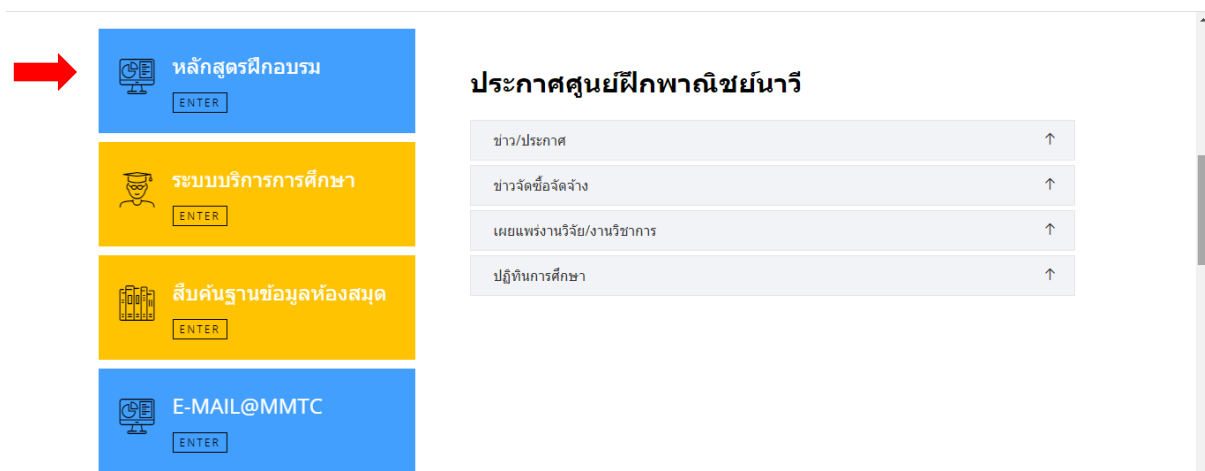 หลักสูตรฝึกอบรม
ENTER
ระบบบริการการศึกษา
ENTER
สืบค้นฐานข้อมูลห้องสมุด
ENTER
E-MAIL@MMTC
ENTER
ประกาศศูนย์ฝึกพาณิชย์นาวี
ข่าว/ประกาศ
ข่าวจัดซื้อจัดจ้าง
เผยแพร่งานวิจัย/งานวิชาการ
ปฏิทินการศึกษา